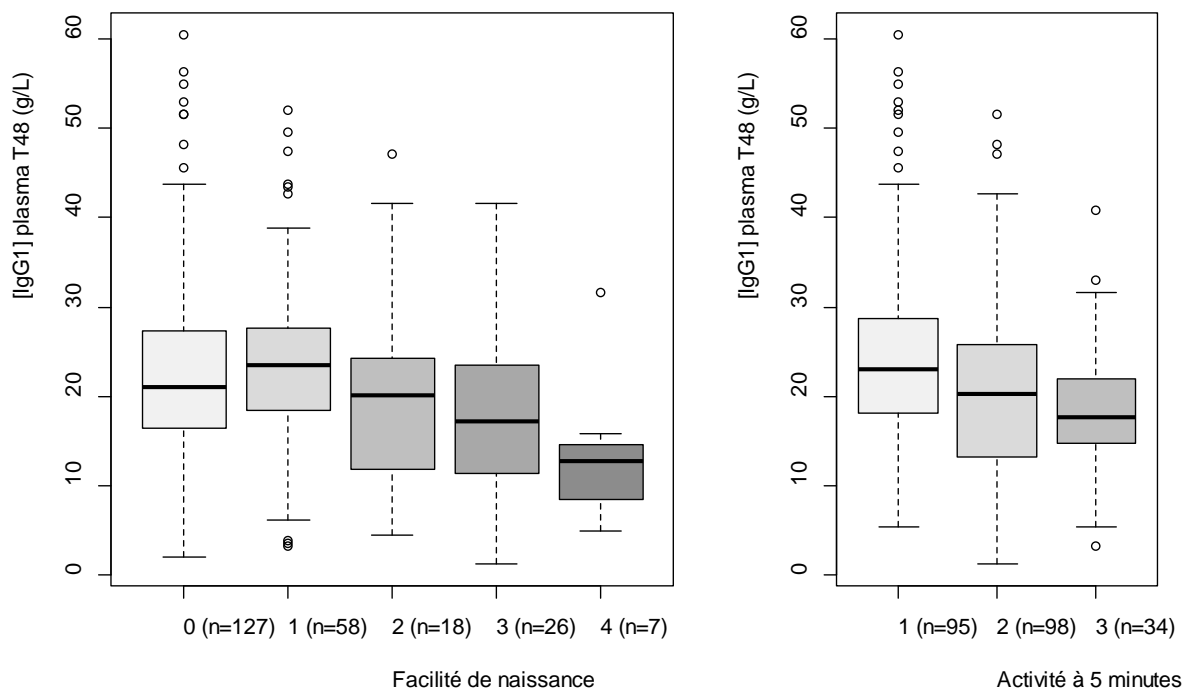 [IgG1] plasma T48 (g/L)
60
50
40
30
20
10
0
0 (n=127) 1 (n=58) 2 (n=18) 3 (n=26) 4 (n=7)
Facilité de naissance
[IgG1] plasma T48 (g/L)
60
50
40
30
20
10
0
1 (n=95) 2 (n=98) 3 (n=34)
Activité à 5 minutes